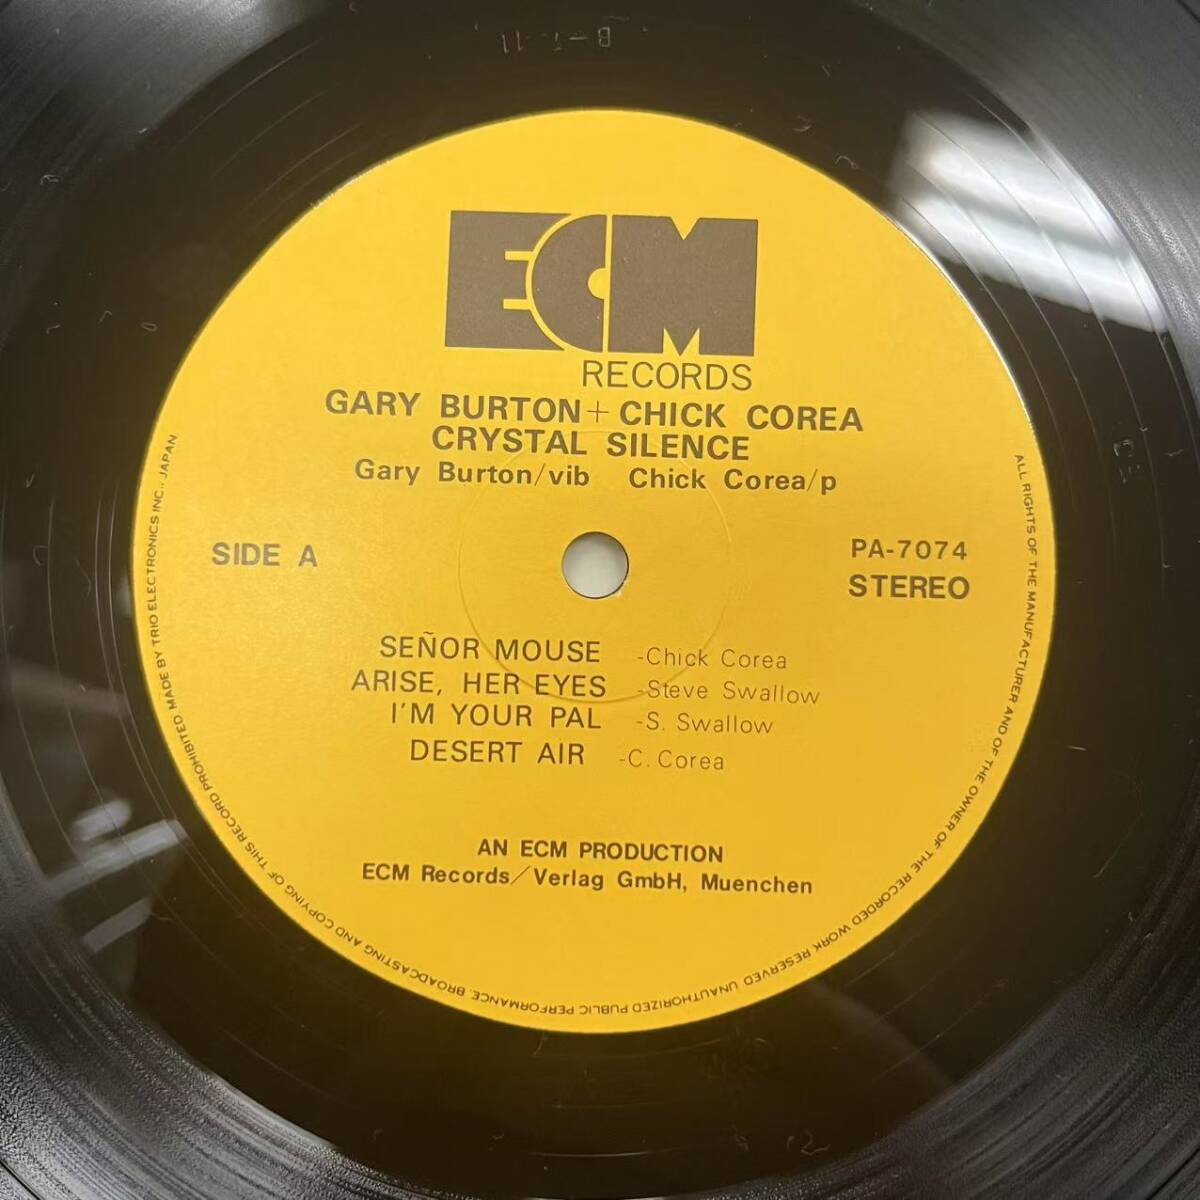 ECM
RECORDS
GARY BURTON + CHICK COREA
CRYSTAL SILENCE
Gary Burton/vib Chick Corea/p
SIDE A
PA-7074
STEREO
SEÑOR MOUSE -Chick Corea
ARISE, HER EYES -Steve Swallow
I'M YOUR PAL -S. Swallow
DESERT AIR -C. Corea
AN ECM PRODUCTION
ECM Records/Verlag GmbH, Muenchen
ALL RIGHTS OF THE MANUFACTURER AND OF THE OWNER OF THE RECORDED WORK RESERVED UNAUTHORIZED PUBLIC PERFORMANCE. BROADCASTING AND COPYING OF THIS RECORD PROHIBITED MADE BY TRIO ELECTRONICS INC., JAPAN